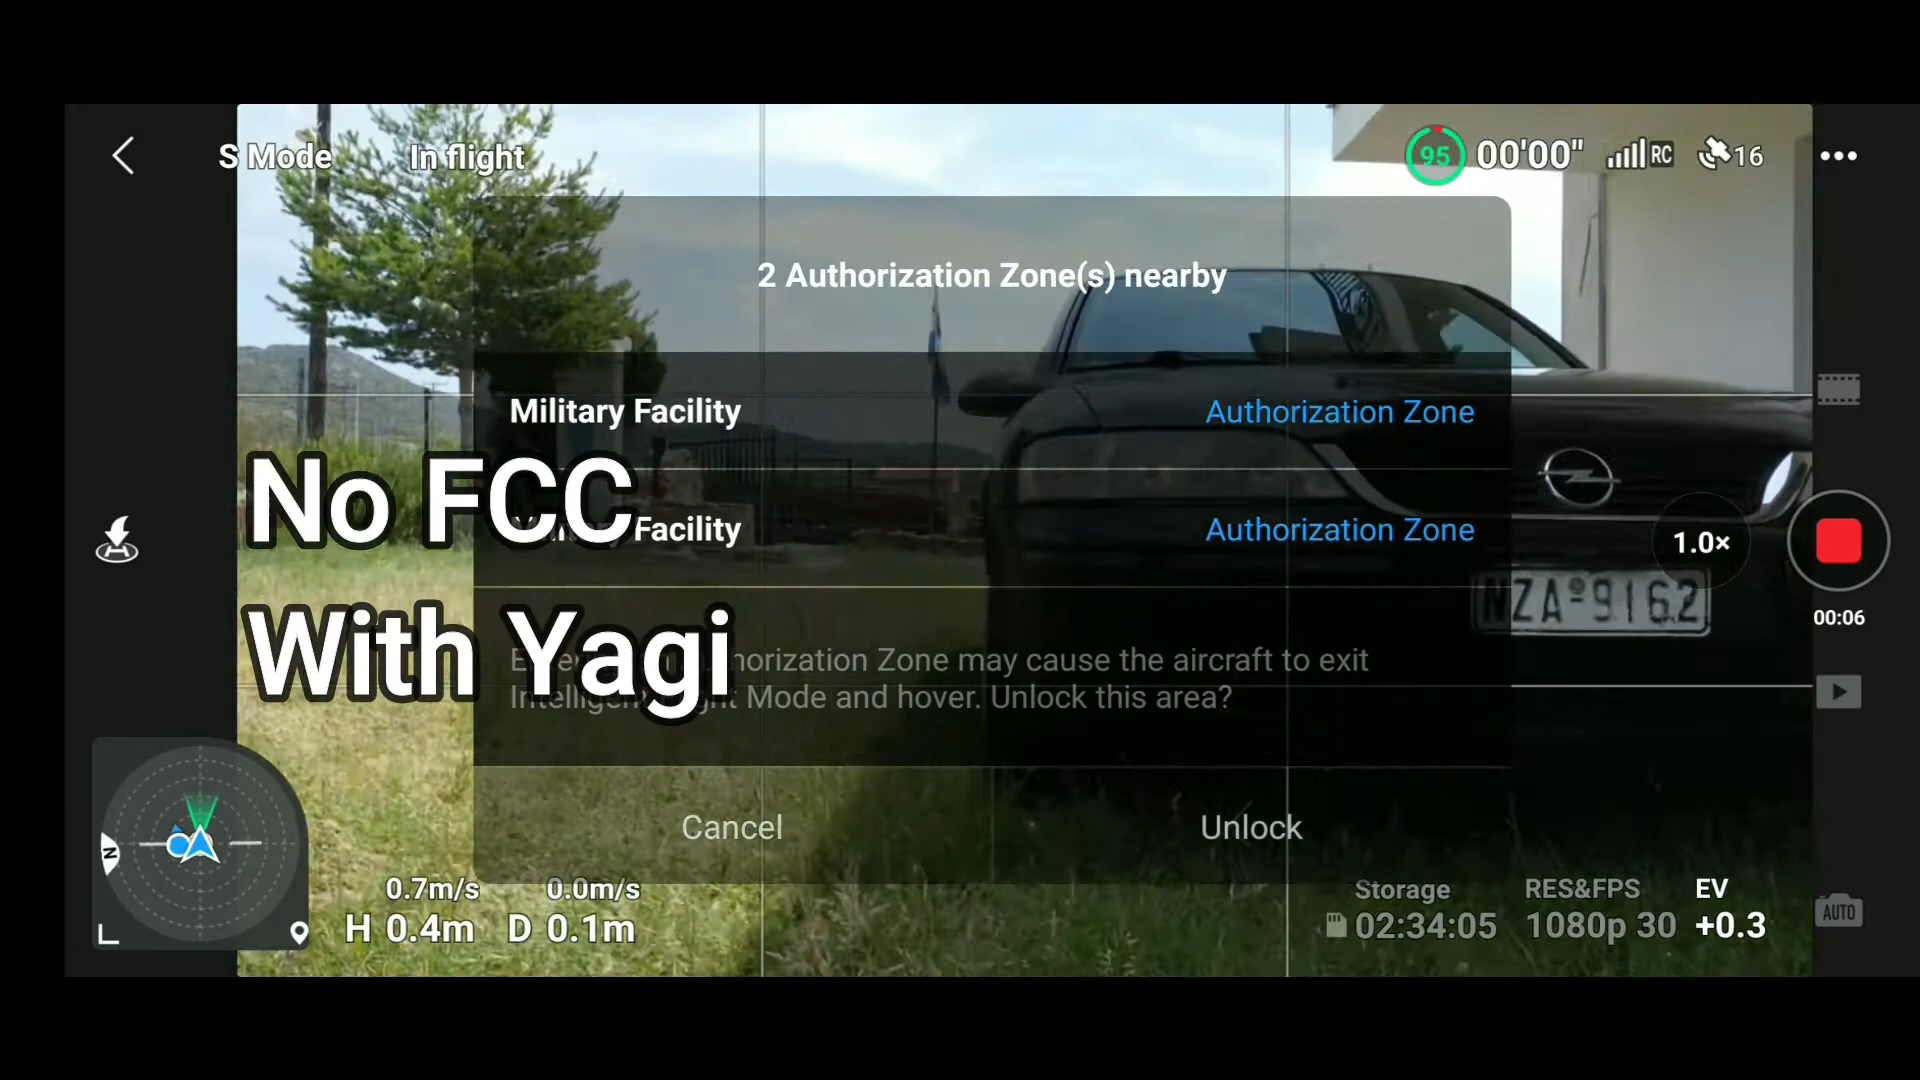 S Mode In flight 95 00'00" RC 16
2 Authorization Zone(s) nearby
Military Facility Authorization Zone
No FCC
Facility Authorization Zone
1.0×
NZA 9162
00:06
With Yagi
Authorization Zone may cause the aircraft to exit
Mode and hover. Unlock this area?
N
Cancel Unlock
0.7m/s 0.0m/s
H 0.4m D 0.1m
L
Storage RES&FPS EV
02:34:05 1080p 30 +0.3
AUTO